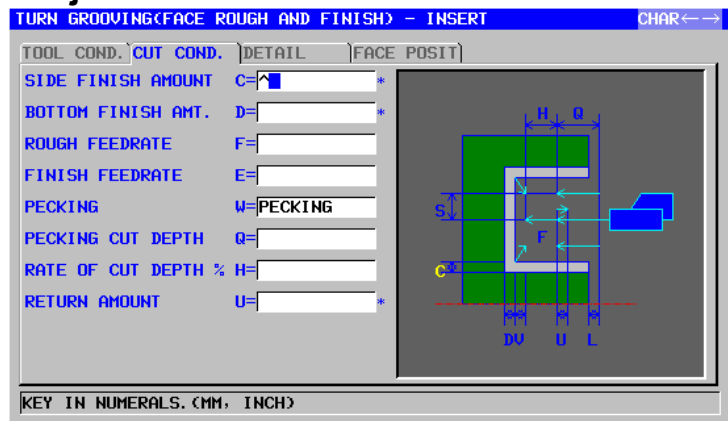 TURN GROOVING(FACE ROUGH AND FINISH) - INSERT CHAR←→
TOOL COND. CUT COND. DETAIL FACE POSIT
SIDE FINISH AMOUNT C=^ *
BOTTOM FINISH AMT. D= *
ROUGH FEEDRATE F=
FINISH FEEDRATE E=
PECKING W=PECKING
PECKING CUT DEPTH Q=
RATE OF CUT DEPTH % H=
RETURN AMOUNT U= *
H Q
S
F
C
DV U L
KEY IN NUMERALS.(MM, INCH)